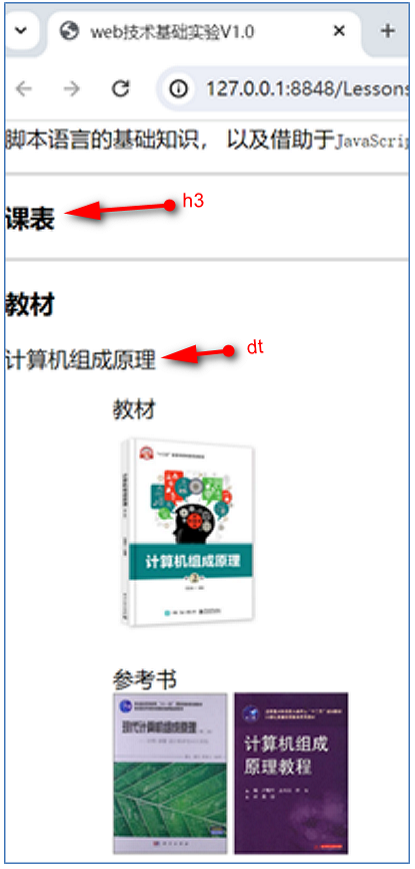 web技术基础实验V1.0
127.0.0.1:8848/Lessons
脚本语言的基础知识， 以及借助于JavaScrip
课表
h3
教材
计算机组成原理
dt
教材
计算机组成原理
参考书
现代计算机组成原理
计算机组成
原理教程